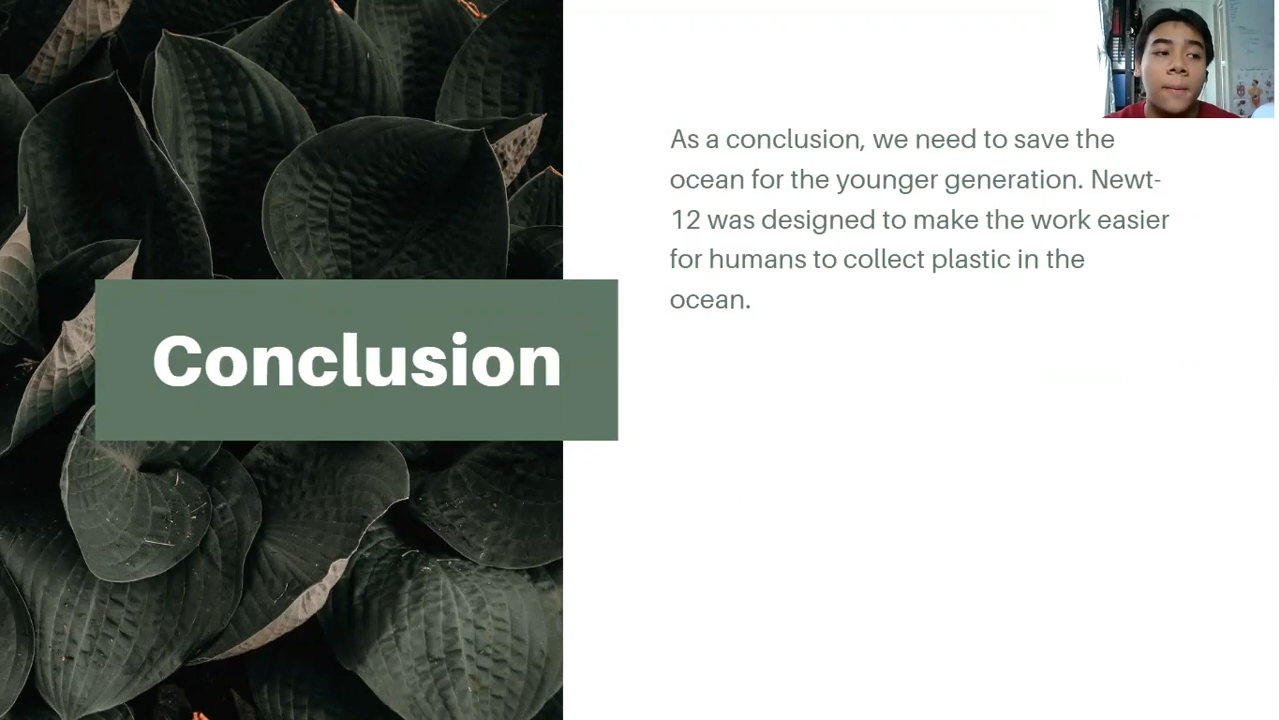 Conclusion
As a conclusion, we need to save the
ocean for the younger generation. Newt-
12 was designed to make the work easier
for humans to collect plastic in the
ocean.